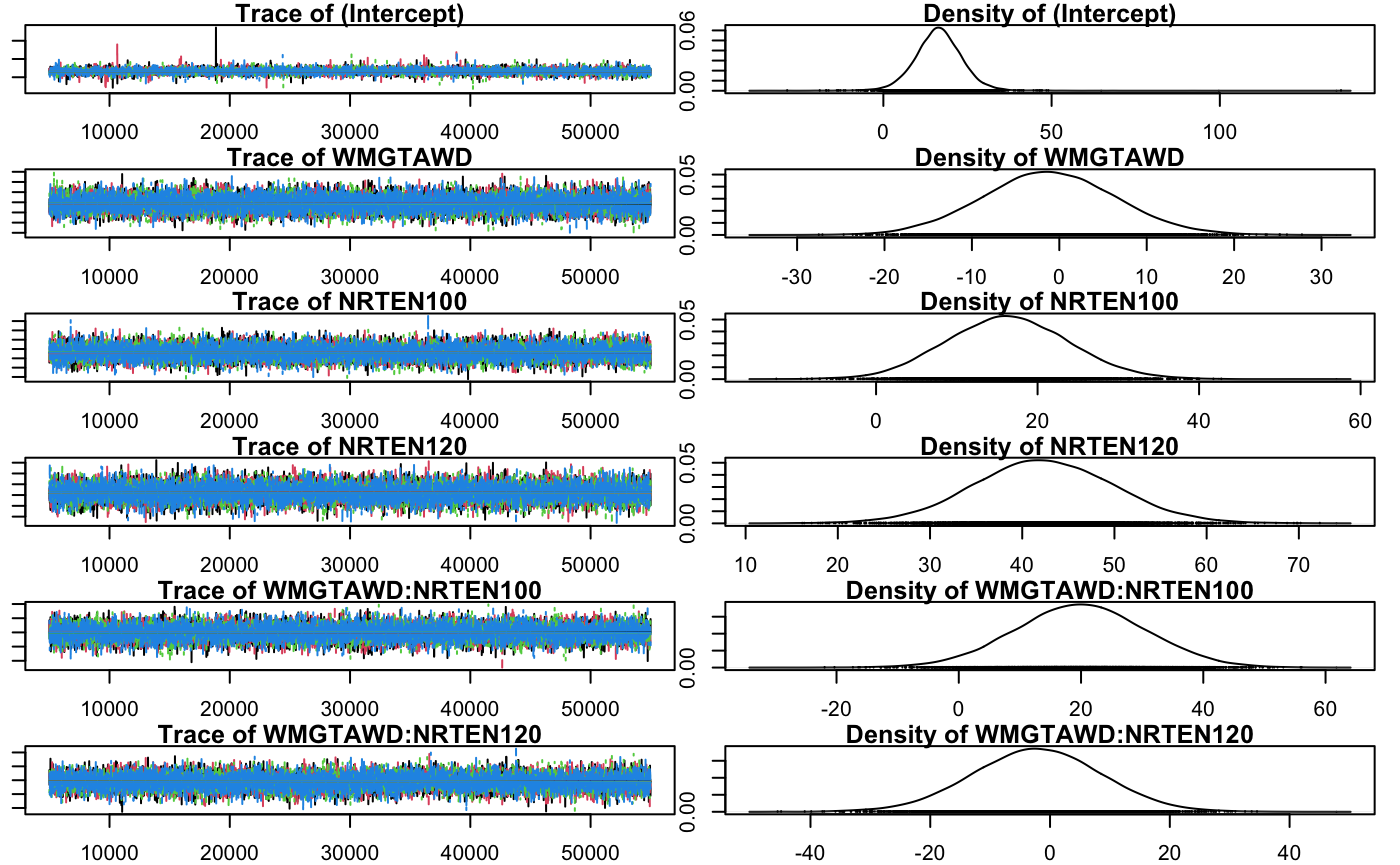 Trace of (Intercept)
Density of (Intercept)
0.00 0.06
10000 20000 30000 40000 50000
0 50 100
Trace of WMGTAWD
Density of WMGTAWD
0.00 0.05
10000 20000 30000 40000 50000
-30 -20 -10 0 10 20 30
Trace of NRTEN100
Density of NRTEN100
0.00 0.05
10000 20000 30000 40000 50000
0 20 40 60
Trace of NRTEN120
Density of NRTEN120
0.00 0.05
10000 20000 30000 40000 50000
10 20 30 40 50 60 70
Trace of WMGTAWD:NRTEN100
Density of WMGTAWD:NRTEN100
0.00
10000 20000 30000 40000 50000
-20 0 20 40 60
Trace of WMGTAWD:NRTEN120
Density of WMGTAWD:NRTEN120
0.00
10000 20000 30000 40000 50000
-40 -20 0 20 40